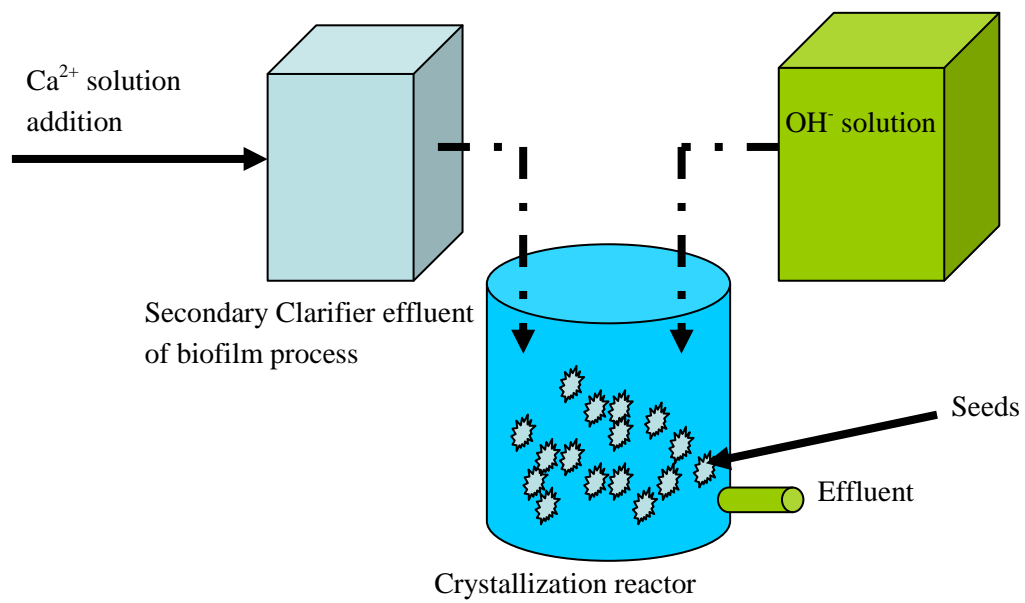 Ca²⁺ solution
addition
OH⁻ solution
Secondary Clarifier effluent
of biofilm process
Seeds
Effluent
Crystallization reactor